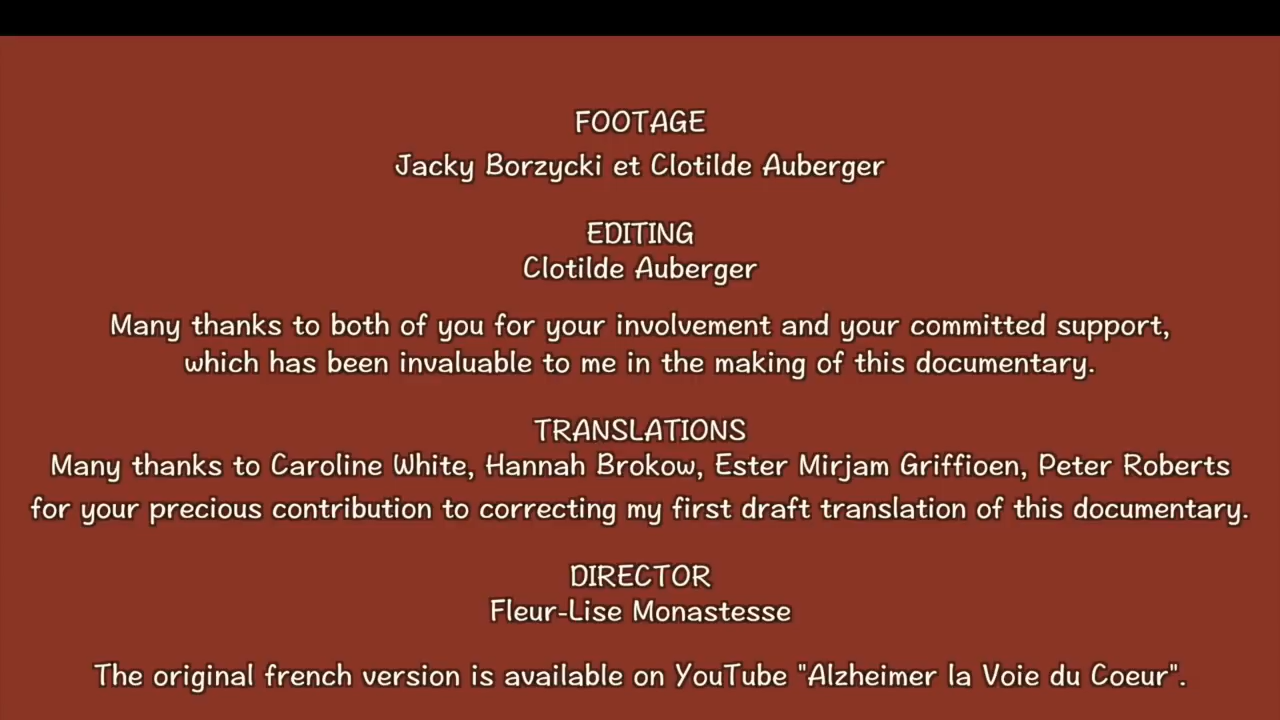 FOOTAGE
Jacky Borzycki et Clotilde Auberger
EDITING
Clotilde Auberger
Many thanks to both of you for your involvement and your committed support,
which has been invaluable to me in the making of this documentary.
TRANSLATIONS
Many thanks to Caroline White, Hannah Brokow, Ester Mirjam Griffioen, Peter Roberts
for your precious contribution to correcting my first draft translation of this documentary.
DIRECTOR
Fleur-Lise Monastesse
The original french version is available on YouTube "Alzheimer la Voie du Coeur".